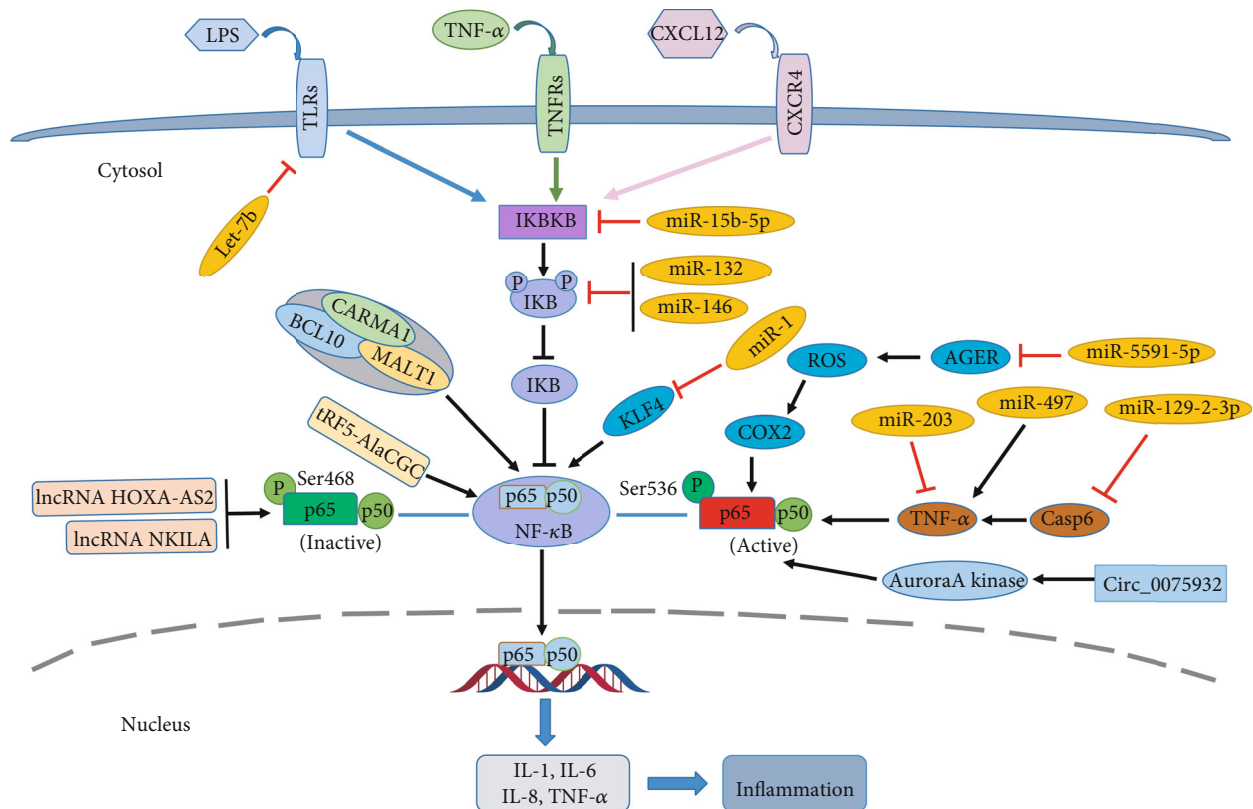 LPS
TNF-α
CXCL12
TLRs
TNFRs
CXCR4
Cytosol
Let-7b
IKBKB
miR-15b-5p
P
P
IKB
miR-132
miR-146
CARMA1
BCL10
MALT1
IKB
miR-1
KLF4
ROS
AGER
miR-5591-5p
COX2
miR-203
miR-497
miR-129-2-3p
tRF5-AlaCGC
lncRNA HOXA-AS2
lncRNA NKILA
P
Ser468
p65
p50
(Inactive)
p65
p50
NF-κB
Ser536
P
p65
p50
(Active)
TNF-α
Casp6
AuroraA kinase
Circ_0075932
p65
p50
Nucleus
IL-1, IL-6
IL-8, TNF-α
Inflammation